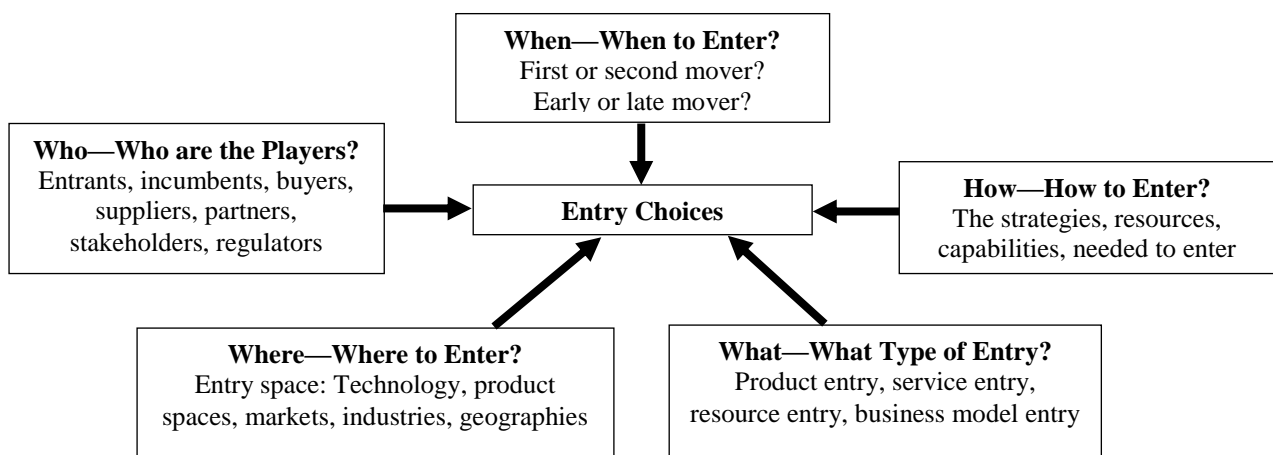 When—When to Enter?
First or second mover?
Early or late mover?
Who—Who are the Players?
Entrants, incumbents, buyers,
suppliers, partners,
stakeholders, regulators
Entry Choices
How—How to Enter?
The strategies, resources,
capabilities, needed to enter
Where—Where to Enter?
Entry space: Technology, product
spaces, markets, industries, geographies
What—What Type of Entry?
Product entry, service entry,
resource entry, business model entry